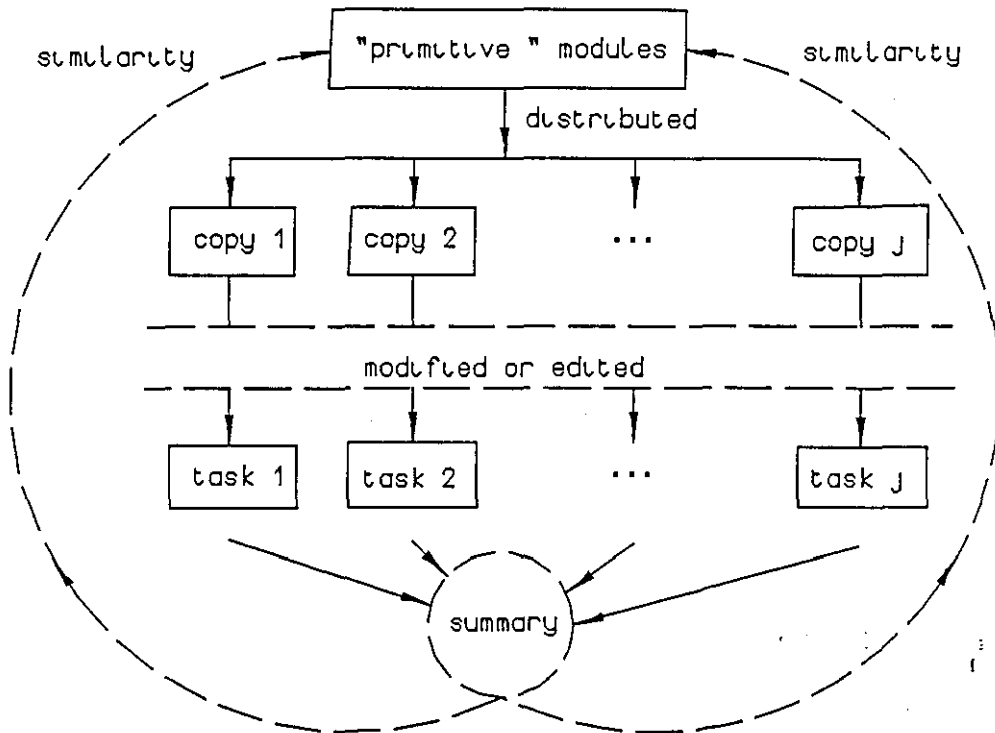 "primitive " modules
similarity
similarity
distributed
copy 1
copy 2
...
copy j
modified or edited
task 1
task 2
...
task j
summary